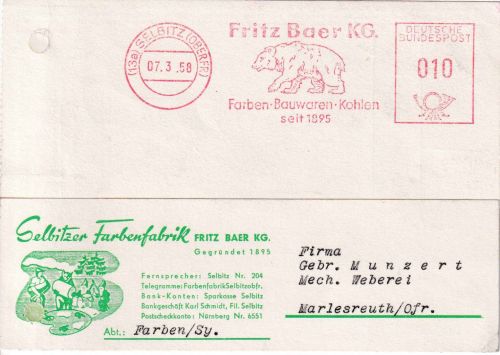 (13a) SELBITZ (OBERFR)
07.3.58
Fritz Baer KG.
Farben·Bauwaren·Kohlen
seit 1895
DEUTSCHE
BUNDESPOST
010
Selbitzer Farbenfabrik FRITZ BAER KG.
Gegründet 1895
Fernsprecher: Selbitz Nr. 204
Telegramme: FarbenfabrikSelbitzobfr.
Bank-Konten: Sparkasse Selbitz
Bankgeschäft Karl Schmidt, Fil. Selbitz
Postscheckkonto: Nürnberg Nr. 6551
Abt.: Farben/Sy.
Firma
Gebr. Munzert
Mech. Weberei
Marlesreuth/Ofr.